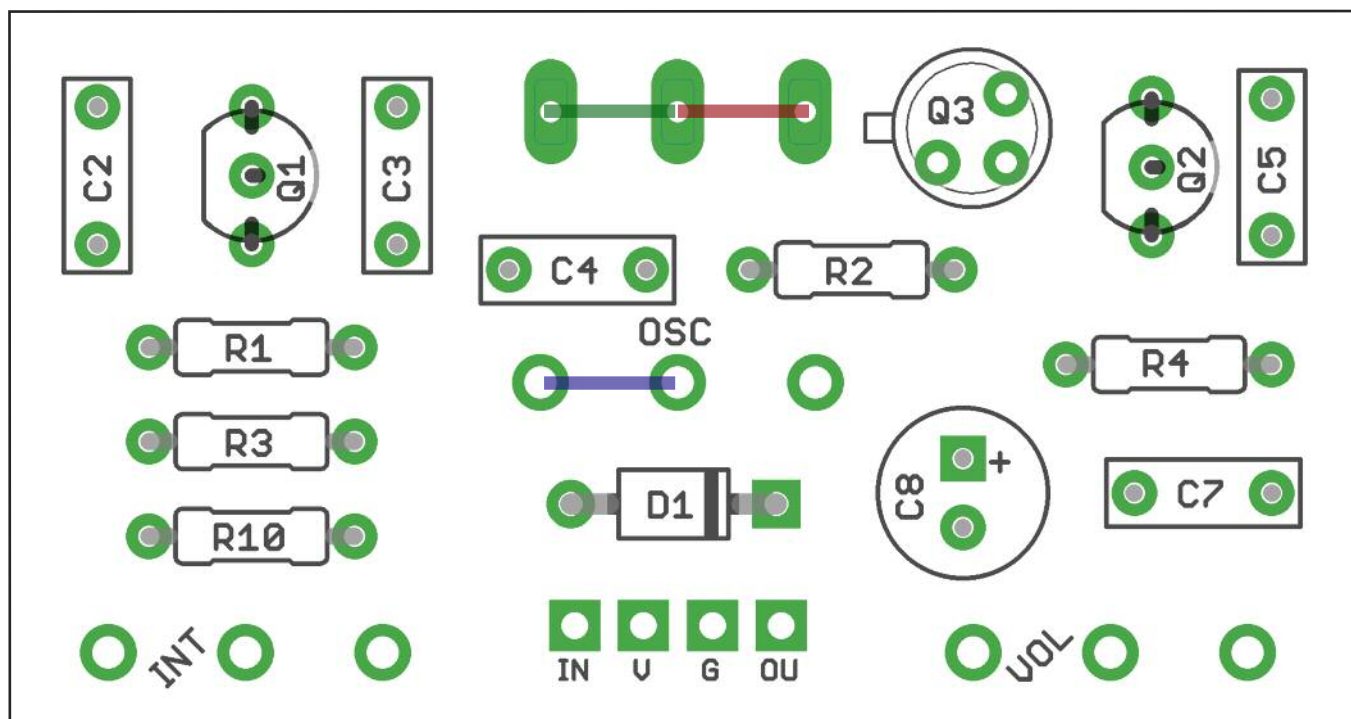 C2
Q1
C3
Q3
Q2
C5
C4
R2
OSC
R1
R4
R3
D1
C8
+
C7
R10
INT
IN
V
G
OU
VOL